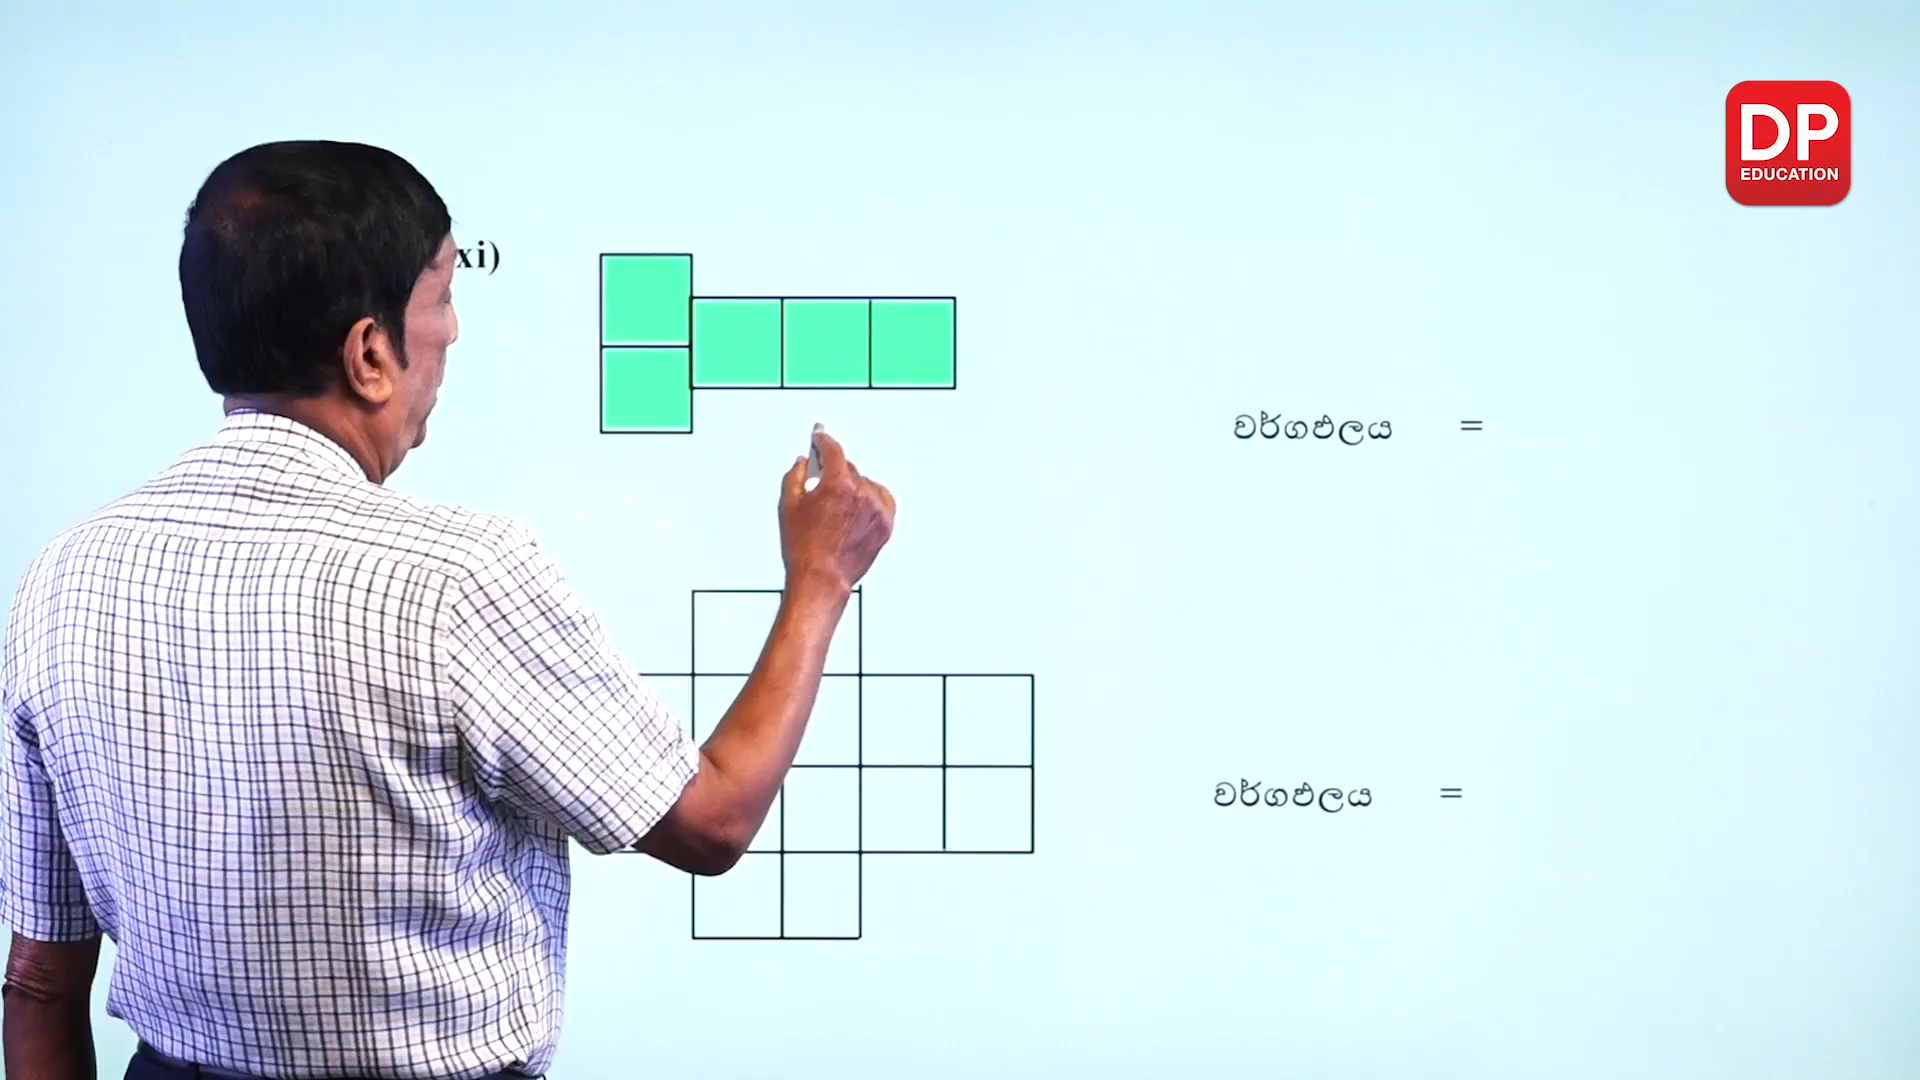 DP
EDUCATION
xi)
වර්ගඵලය =
වර්ගඵලය =